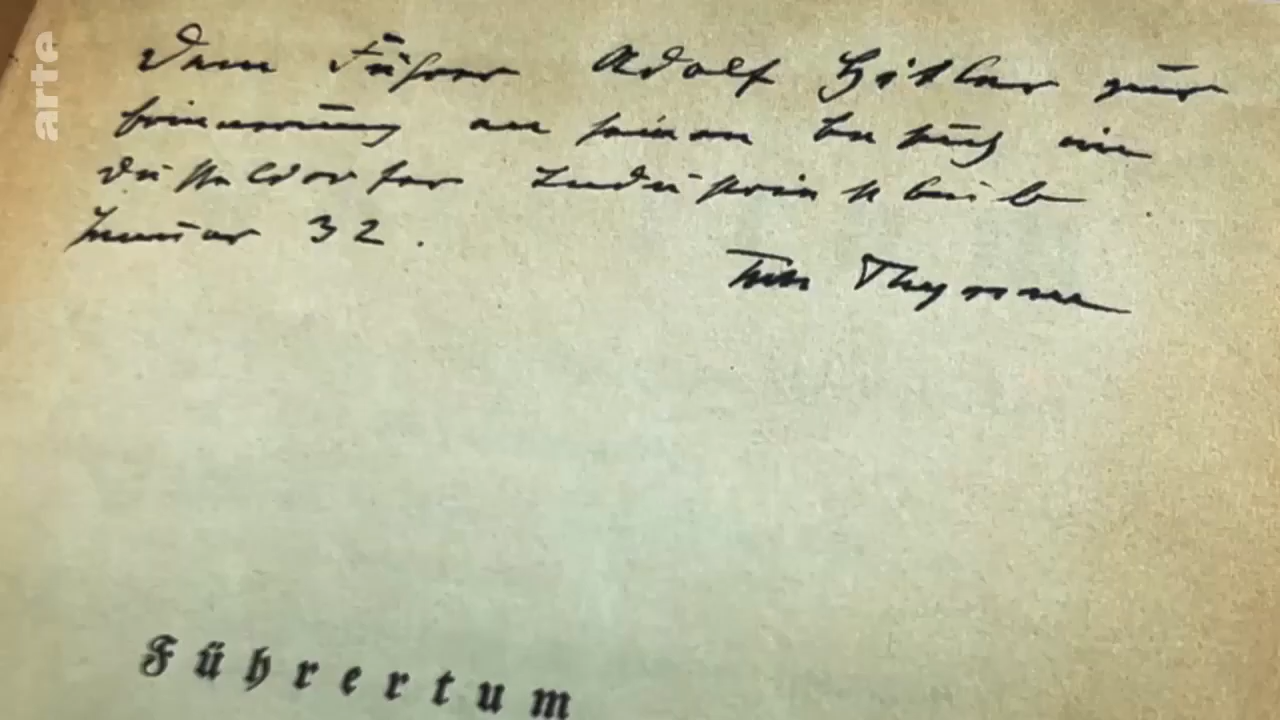 arte
Dem Führer Adolf Hitler zur
Erinnerung an seinen Besuch im
Düsseldorfer Industrieklub
Januar 32.
Fritz Thyssen
Führertum